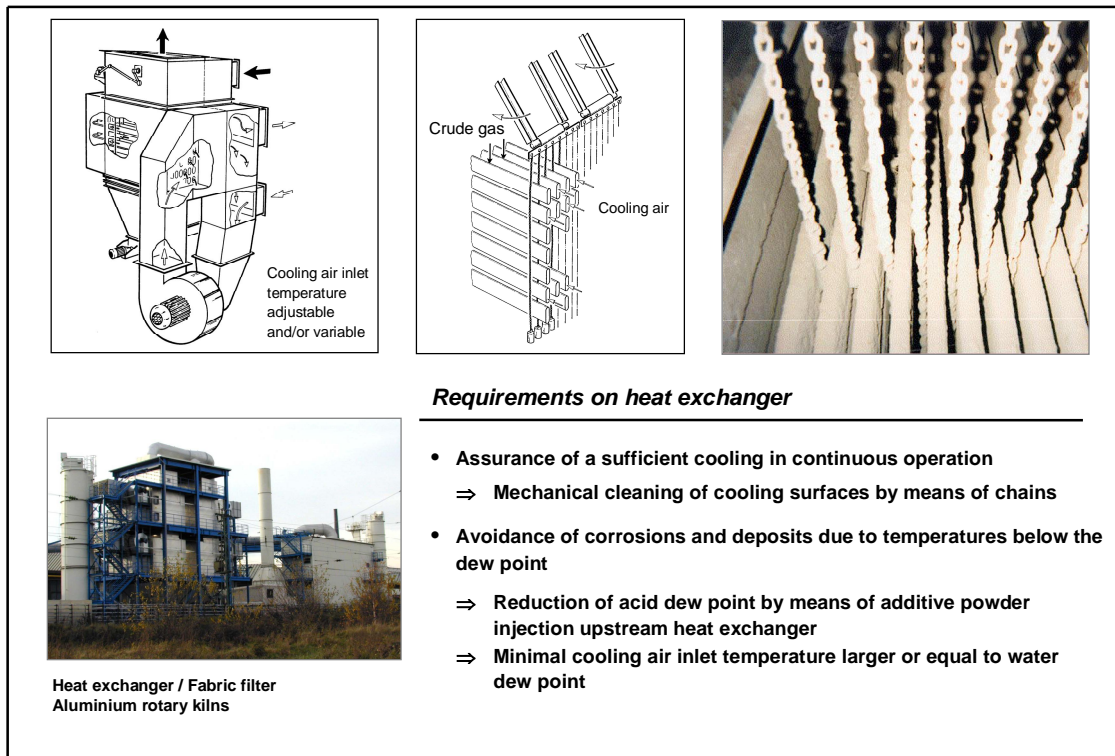 Cooling air inlet
temperature
adjustable
and/or variable
Crude gas
Cooling air
Requirements on heat exchanger
• Assurance of a sufficient cooling in continuous operation
⇒ Mechanical cleaning of cooling surfaces by means of chains
• Avoidance of corrosions and deposits due to temperatures below the
dew point
⇒ Reduction of acid dew point by means of additive powder
injection upstream heat exchanger
⇒ Minimal cooling air inlet temperature larger or equal to water
dew point
Heat exchanger / Fabric filter
Aluminium rotary kilns